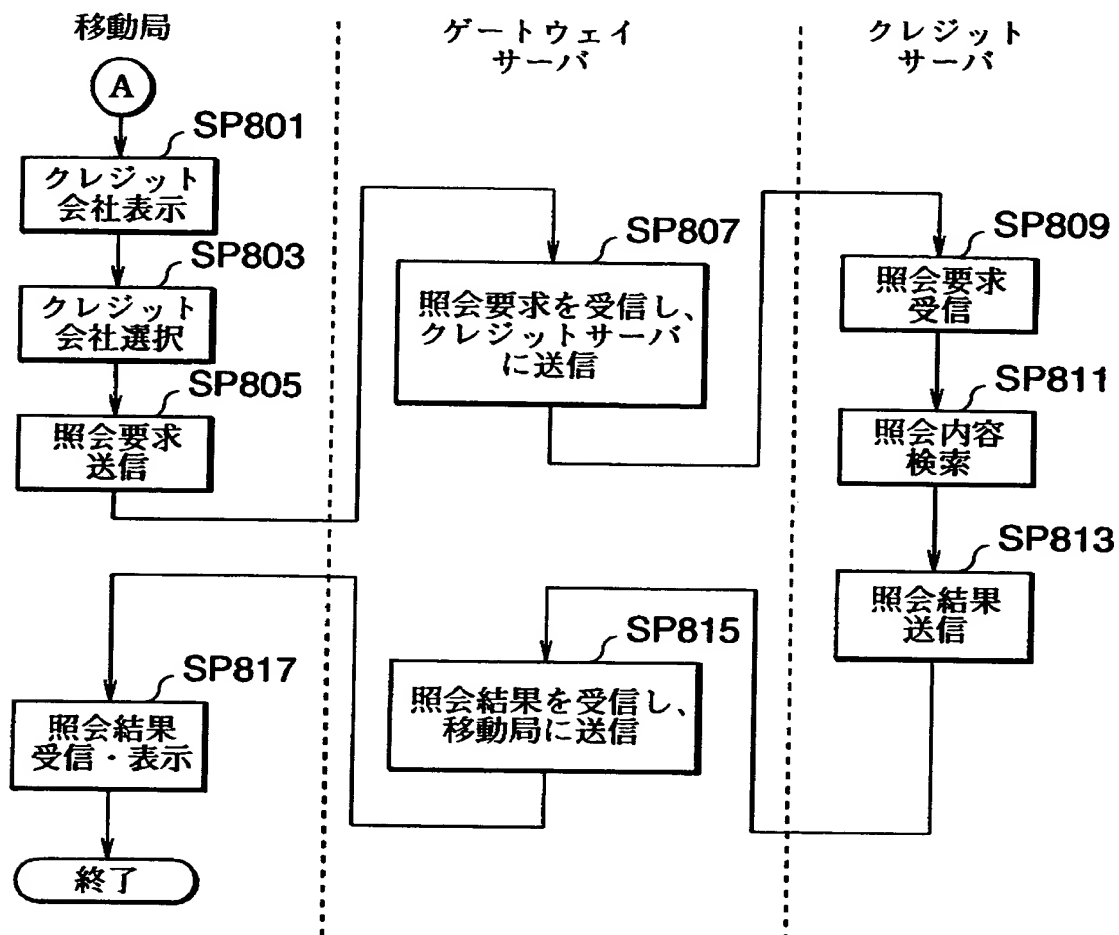 移動局
ゲートウェイ
サーバ
クレジット
サーバ
A
SP801
クレジット
会社表示
SP803
クレジット
会社選択
SP805
照会要求
送信
SP807
照会要求を受信し、
クレジットサーバ
に送信
SP809
照会要求
受信
SP811
照会内容
検索
SP813
照会結果
送信
SP815
照会結果を受信し、
移動局に送信
SP817
照会結果
受信・表示
終了